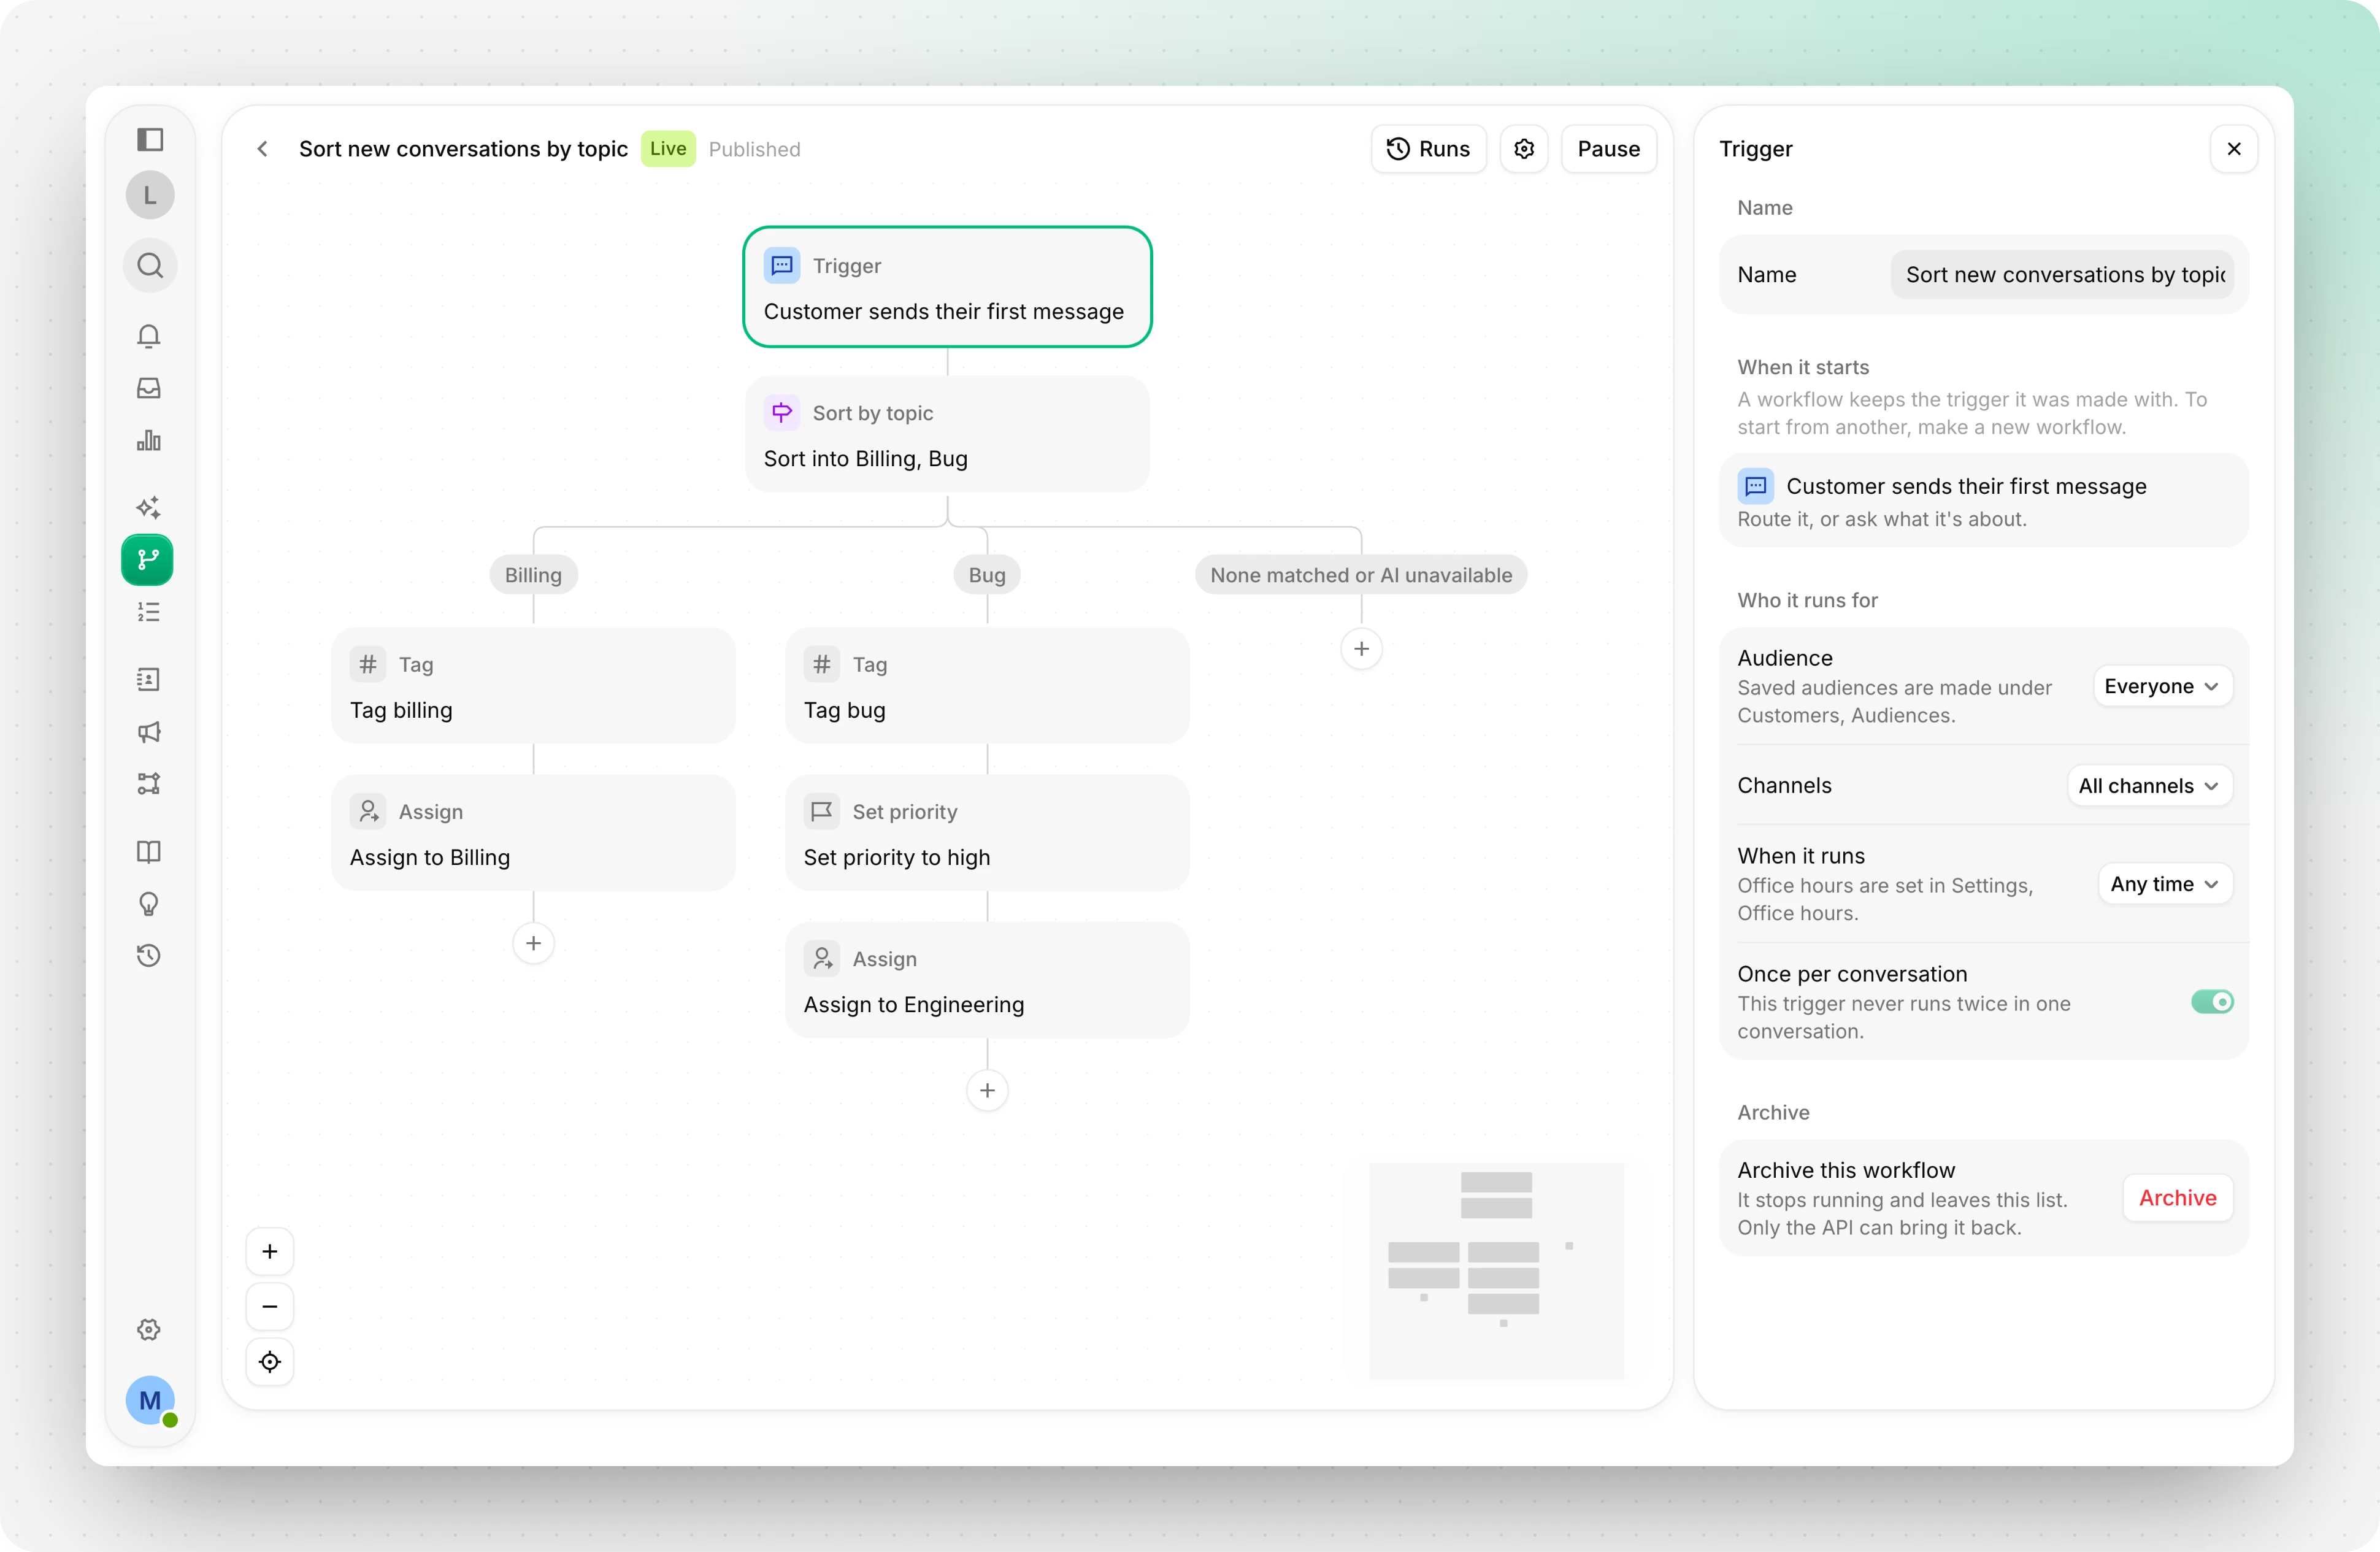 L
M
Sort new conversations by topic
Live
Published
Runs
Pause
Trigger
Customer sends their first message
Sort by topic
Sort into Billing, Bug
Billing
Bug
None matched or AI unavailable
Tag
Tag billing
Tag
Tag bug
Assign
Assign to Billing
Set priority
Set priority to high
Assign
Assign to Engineering
Trigger
Name
Name
Sort new conversations by topic
When it starts
A workflow keeps the trigger it was made with. To
start from another, make a new workflow.
Customer sends their first message
Route it, or ask what it's about.
Who it runs for
Audience
Saved audiences are made under
Customers, Audiences.
Everyone
Channels
All channels
When it runs
Office hours are set in Settings,
Office hours.
Any time
Once per conversation
This trigger never runs twice in one
conversation.
Archive
Archive this workflow
It stops running and leaves this list.
Only the API can bring it back.
Archive